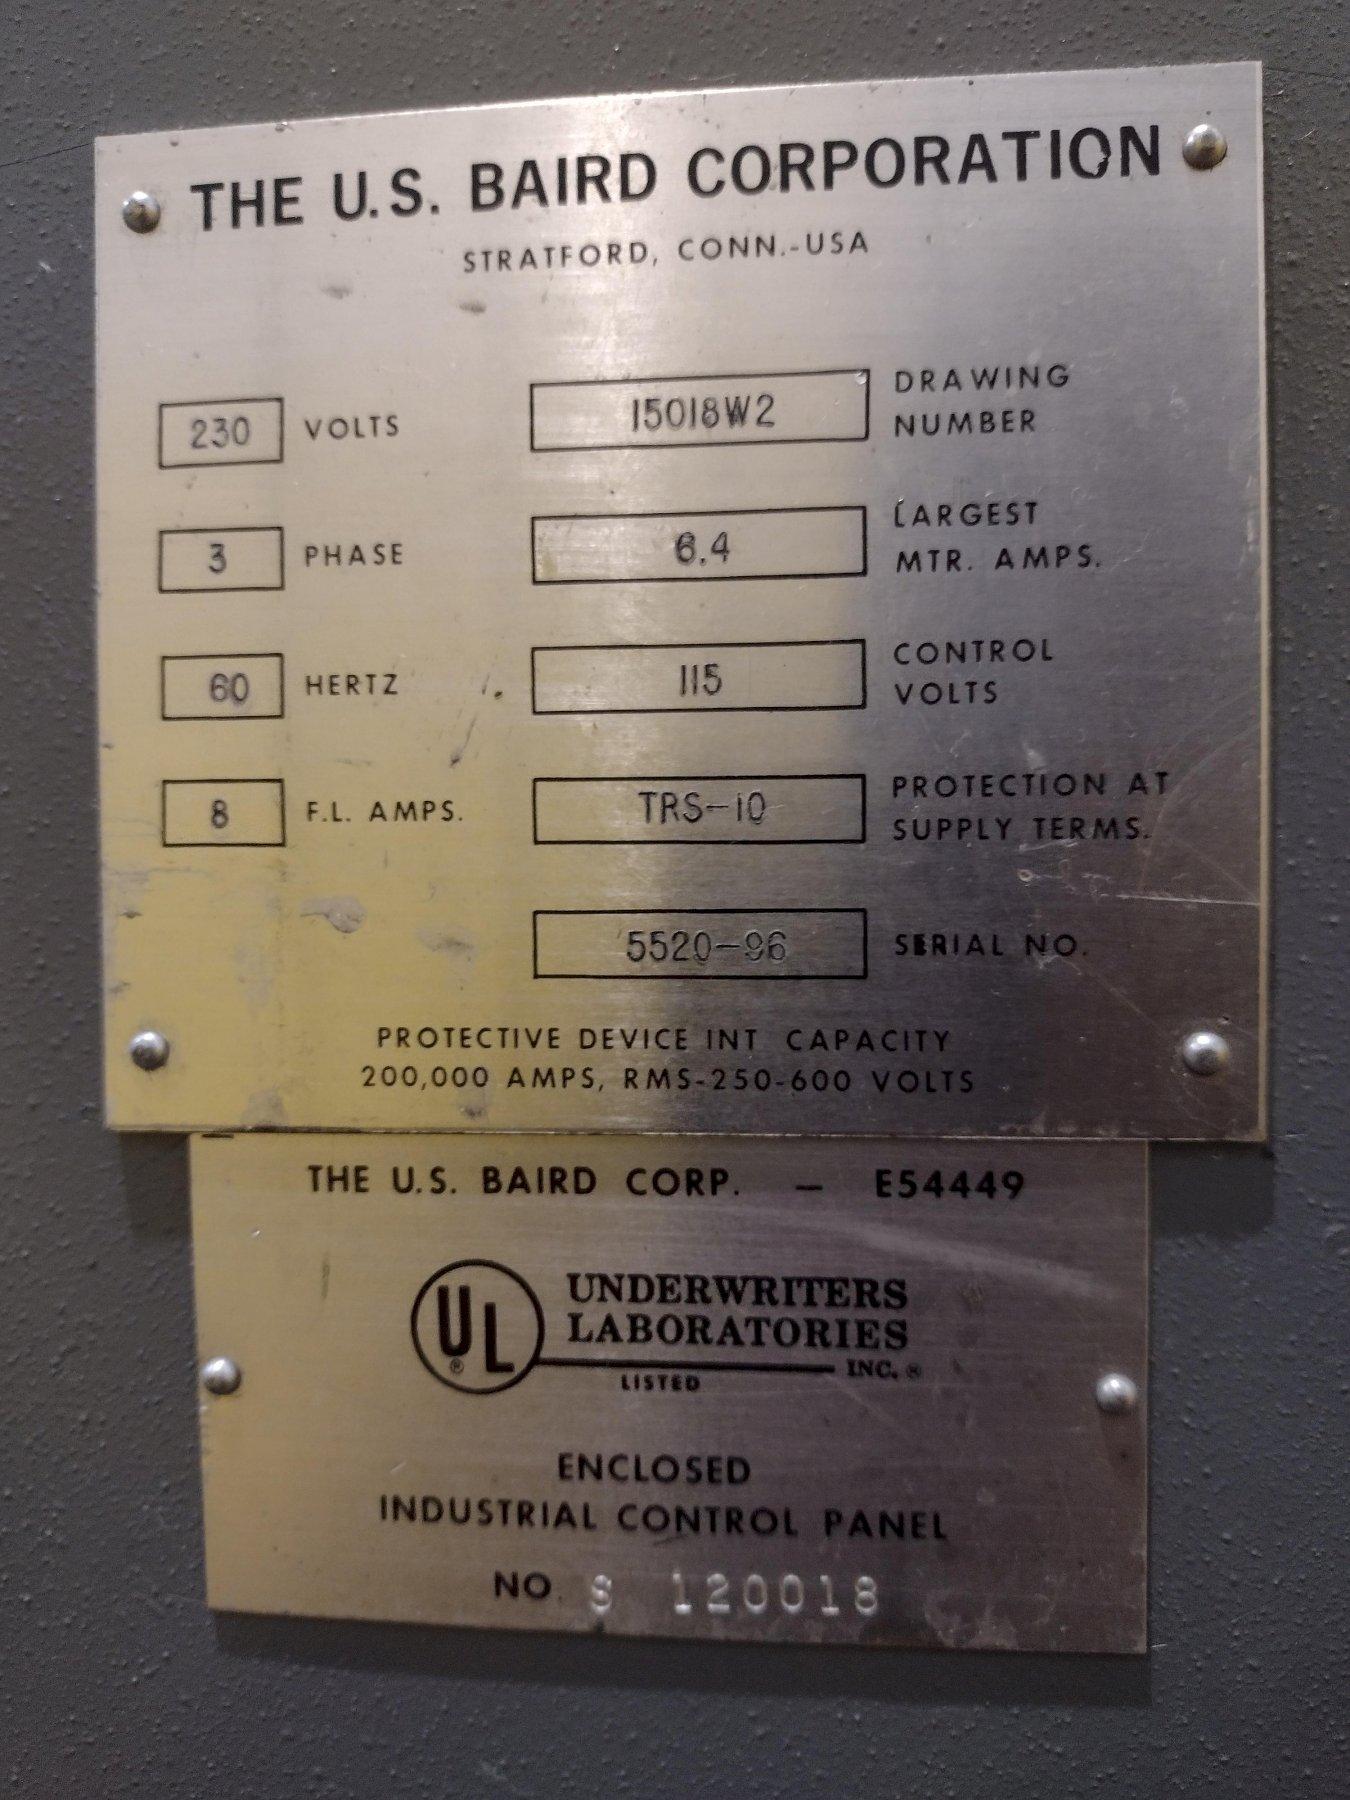 THE U.S. BAIRD CORPORATION
STRATFORD, CONN.-USA
230 VOLTS
15018W2 DRAWING NUMBER
3 PHASE
6.4 LARGEST MTR. AMPS.
60 HERTZ
115 CONTROL VOLTS
8 F.L. AMPS.
TRS-10 PROTECTION AT SUPPLY TERMS.
5520-96 SERIAL NO.
PROTECTIVE DEVICE INT CAPACITY
200,000 AMPS, RMS-250-600 VOLTS
THE U.S. BAIRD CORP. — E54449
UL®
UNDERWRITERS
LABORATORIES
INC.®
LISTED
ENCLOSED
INDUSTRIAL CONTROL PANEL
NO. S 120018